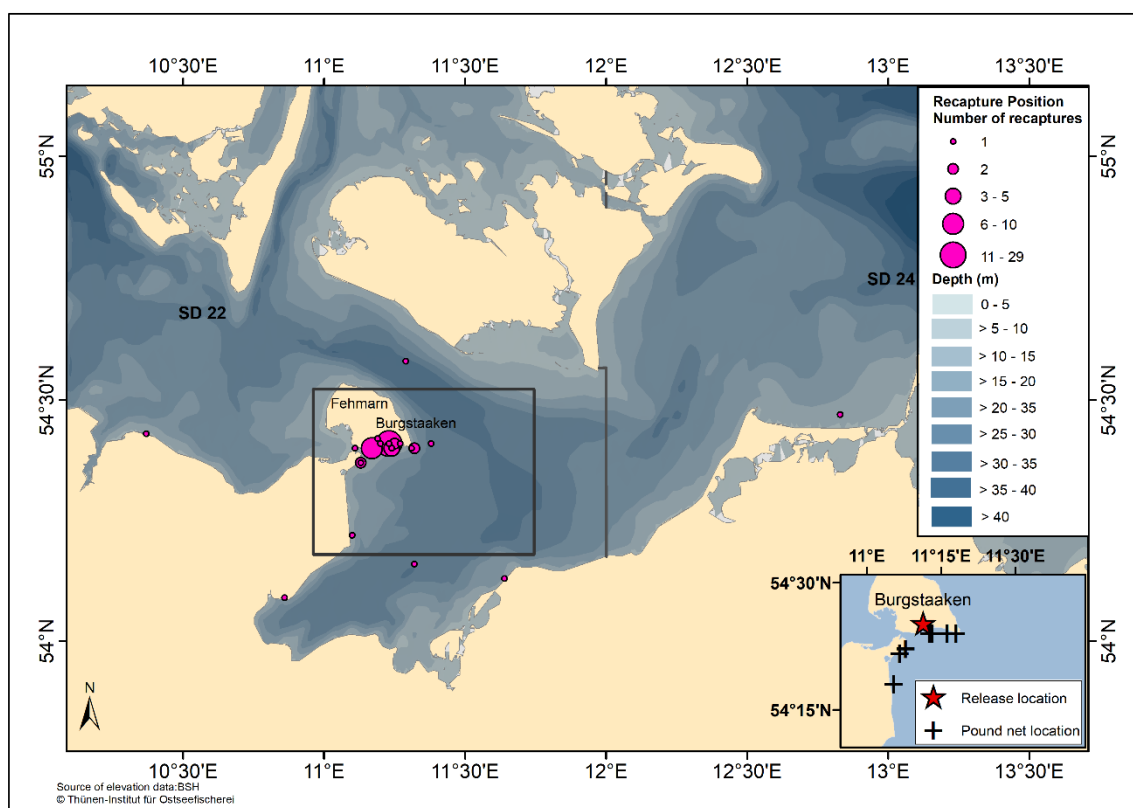 10°30'E 11°E 11°30'E 12°E 12°30'E 13°E 13°30'E
55°N
54°30'N
54°N
55°N
54°30'N
54°N
SD 22
SD 24
Fehmarn
Burgstaaken
Recapture Position
Number of recaptures
1
2
3 - 5
6 - 10
11 - 29
Depth (m)
0 - 5
> 5 - 10
> 10 - 15
> 15 - 20
> 20 - 35
> 25 - 30
> 30 - 35
> 35 - 40
> 40
11°E 11°15'E 11°30'E
54°30'N
54°15'N
Burgstaaken
Release location
Pound net location
N
10°30'E 11°E 11°30'E 12°E 12°30'E 13°E 13°30'E
Source of elevation data:BSH
© Thünen-Institut für Ostseefischerei